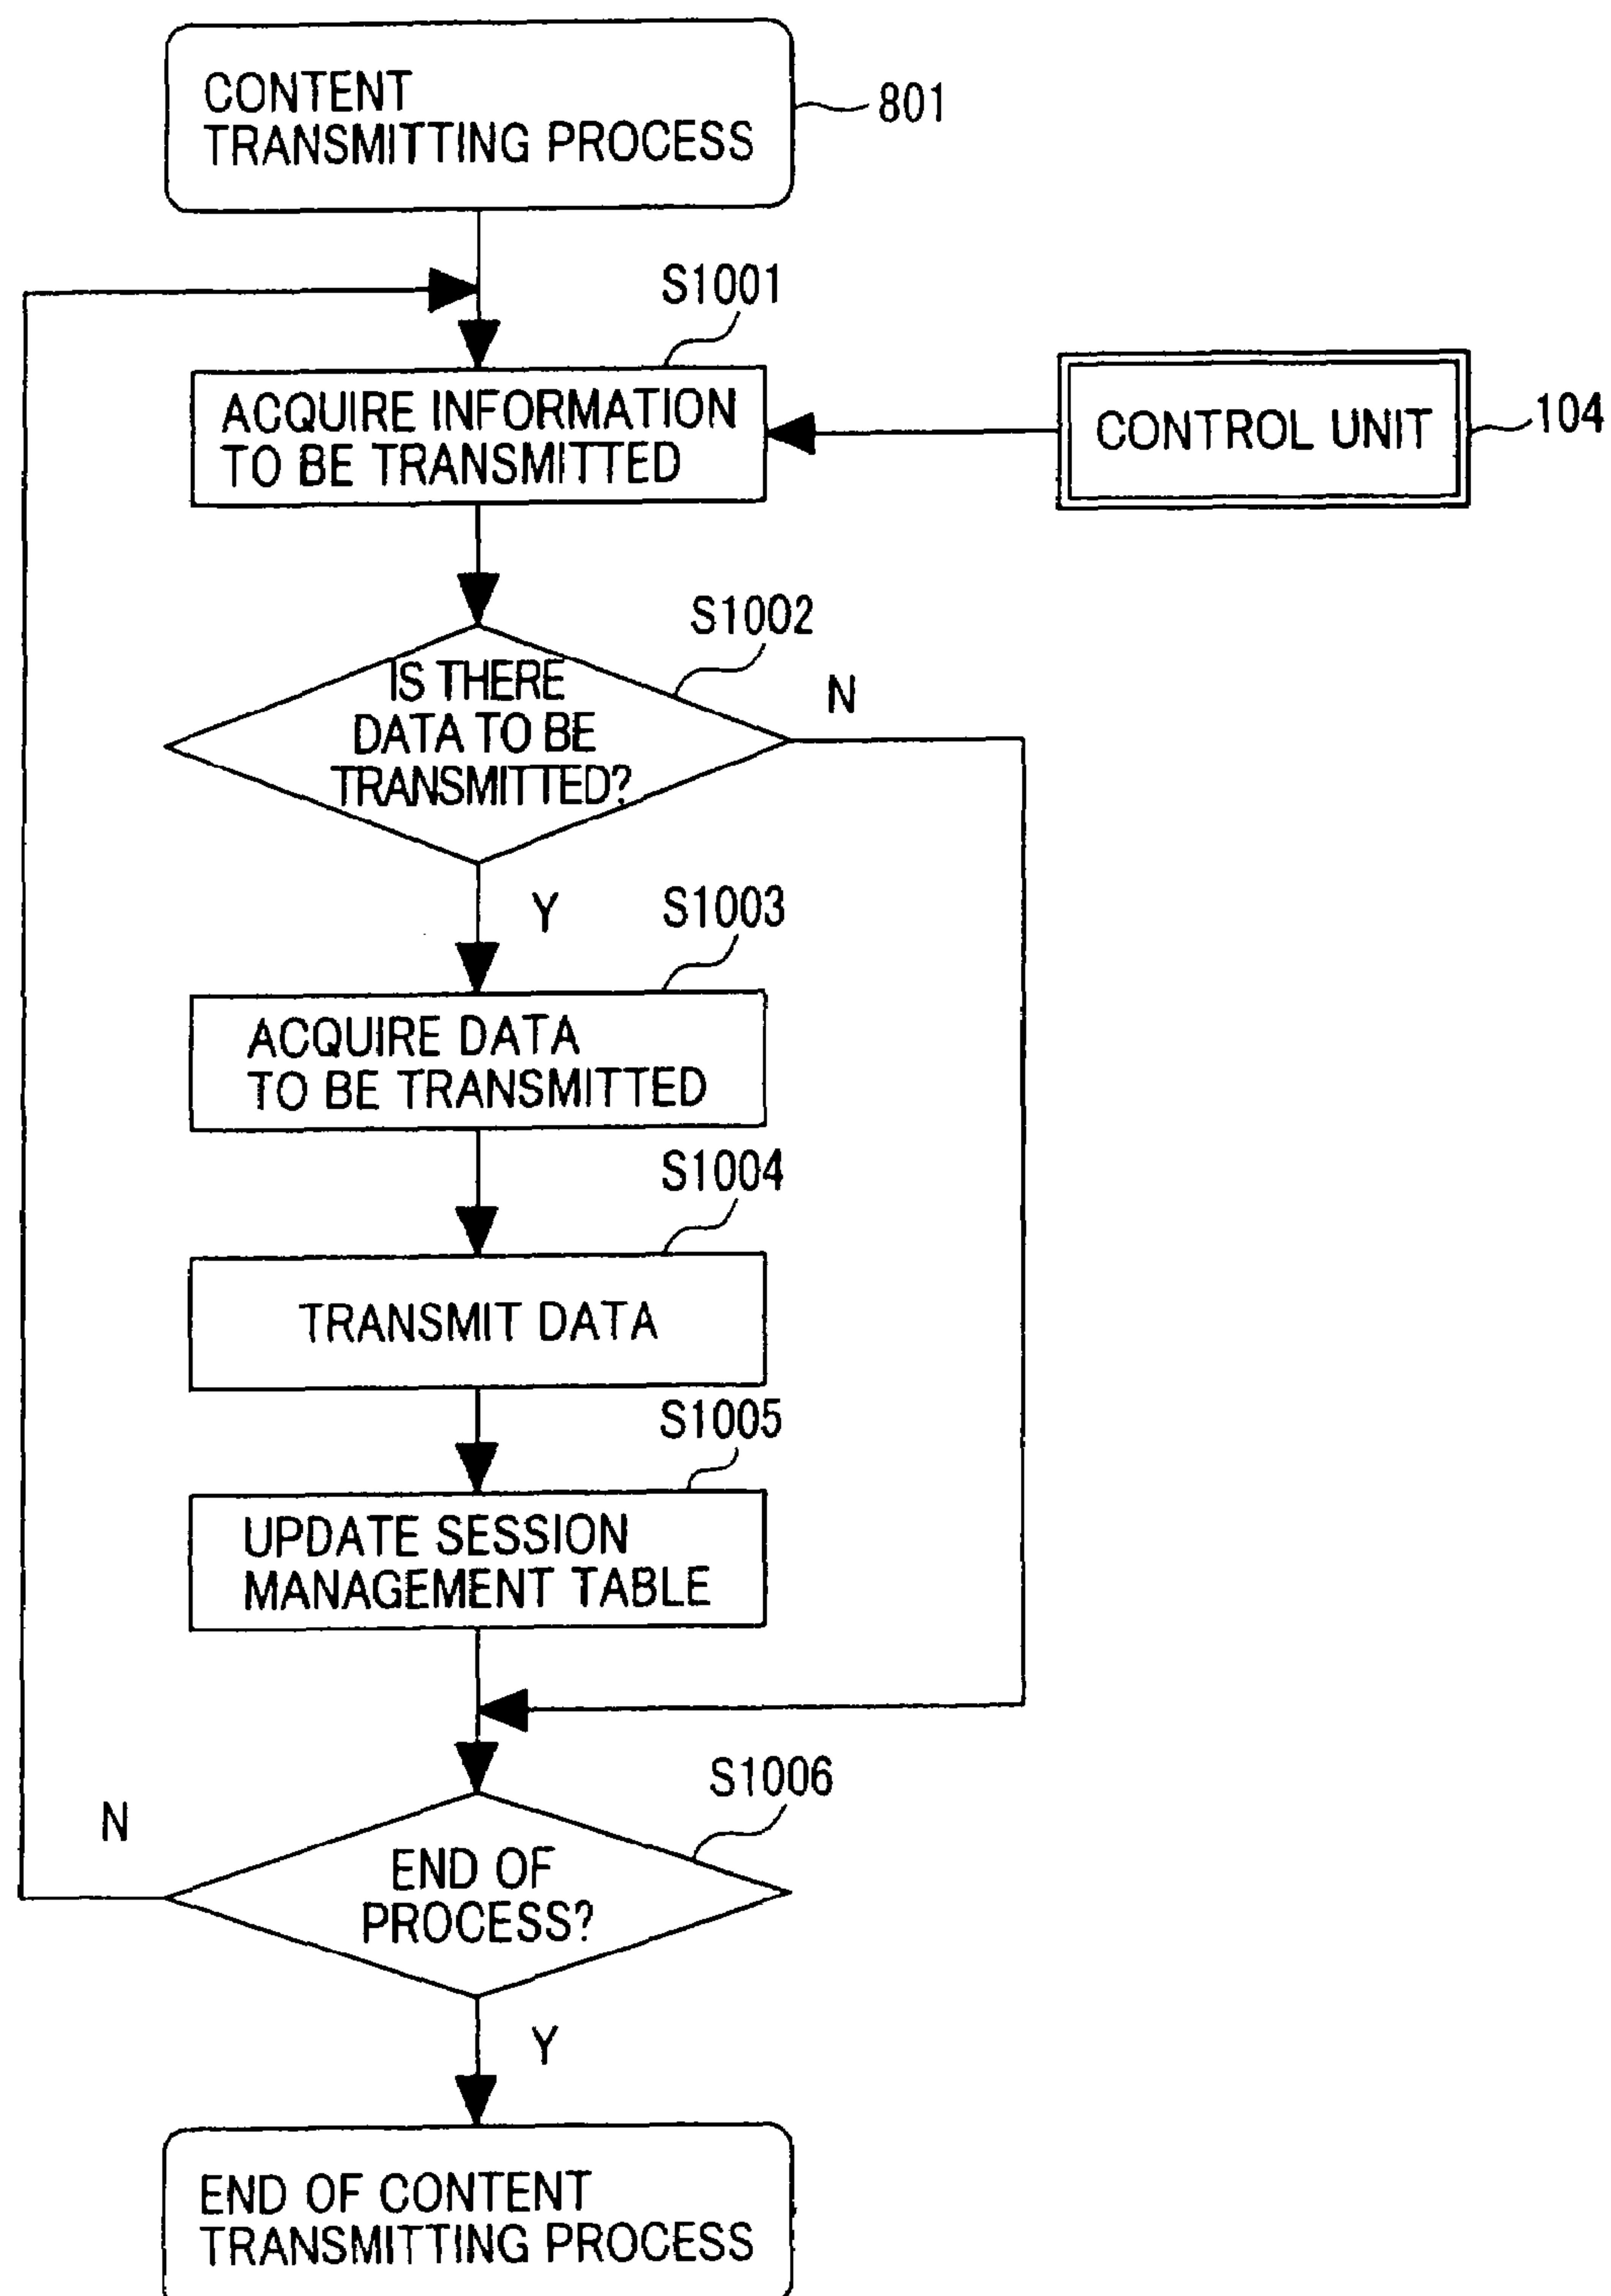 CONTENT
TRANSMITTING PROCESS
801
S1001
ACQUIRE INFORMATION
TO BE TRANSMITTED
CONTROL UNIT
104
S1002
IS THERE
DATA TO BE
TRANSMITTED?
N
Y
S1003
ACQUIRE DATA
TO BE TRANSMITTED
S1004
TRANSMIT DATA
S1005
UPDATE SESSION
MANAGEMENT TABLE
S1006
N
END OF
PROCESS?
Y
END OF CONTENT
TRANSMITTING PROCESS